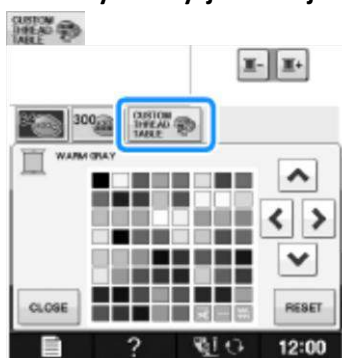 CUSTOM
THREAD
TABLE
300
CUSTOM
THREAD
TABLE
WARM GRAY
CLOSE
RESET
?
12:00